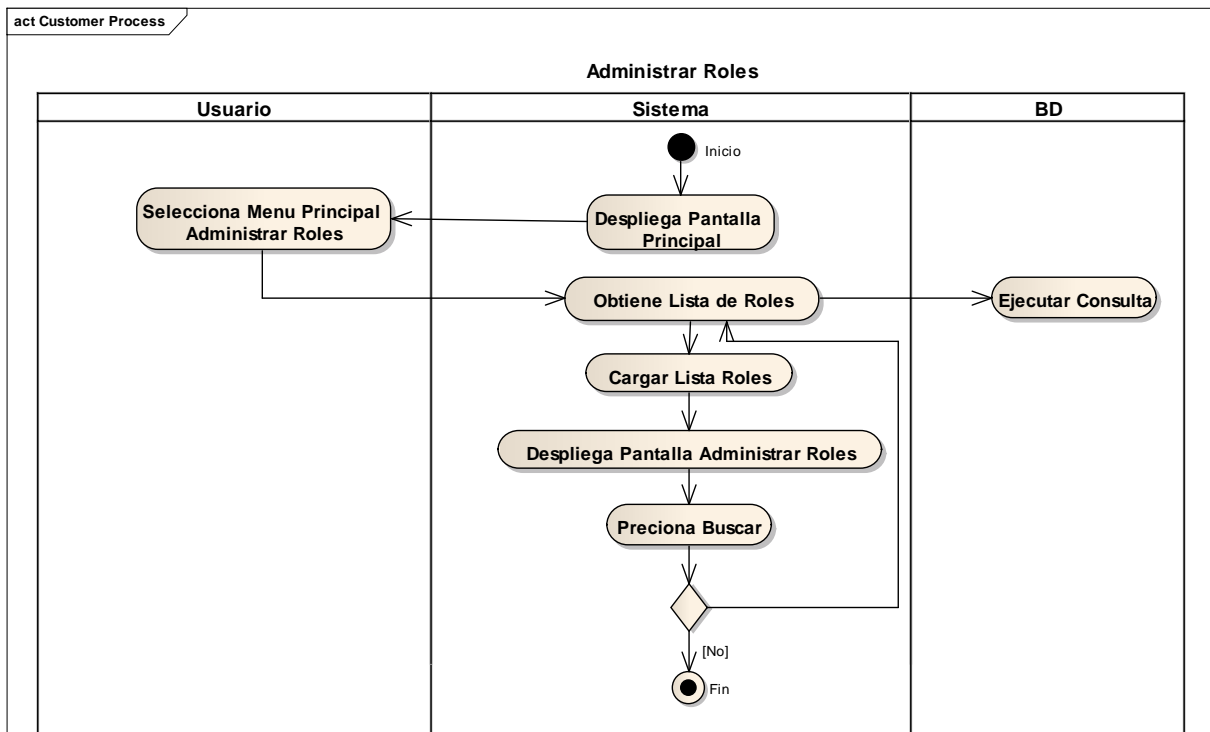 act Customer Process
Administrar Roles
Usuario
Sistema
BD
Inicio
Selecciona Menu Principal
Administrar Roles
Despliega Pantalla
Principal
Obtiene Lista de Roles
Ejecutar Consulta
Cargar Lista Roles
Despliega Pantalla Administrar Roles
Preciona Buscar
[No]
Fin